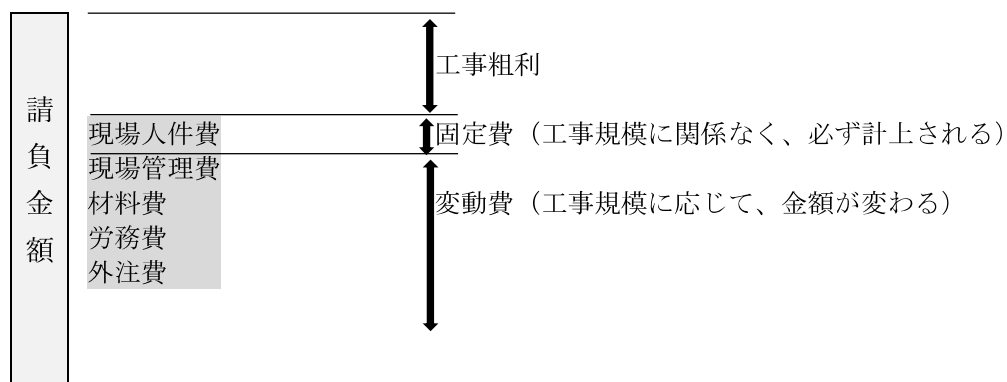 請負金額
工事粗利
現場人件費
固定費（工事規模に関係なく、必ず計上される）
現場管理費
材料費
変動費（工事規模に応じて、金額が変わる）
労務費
外注費